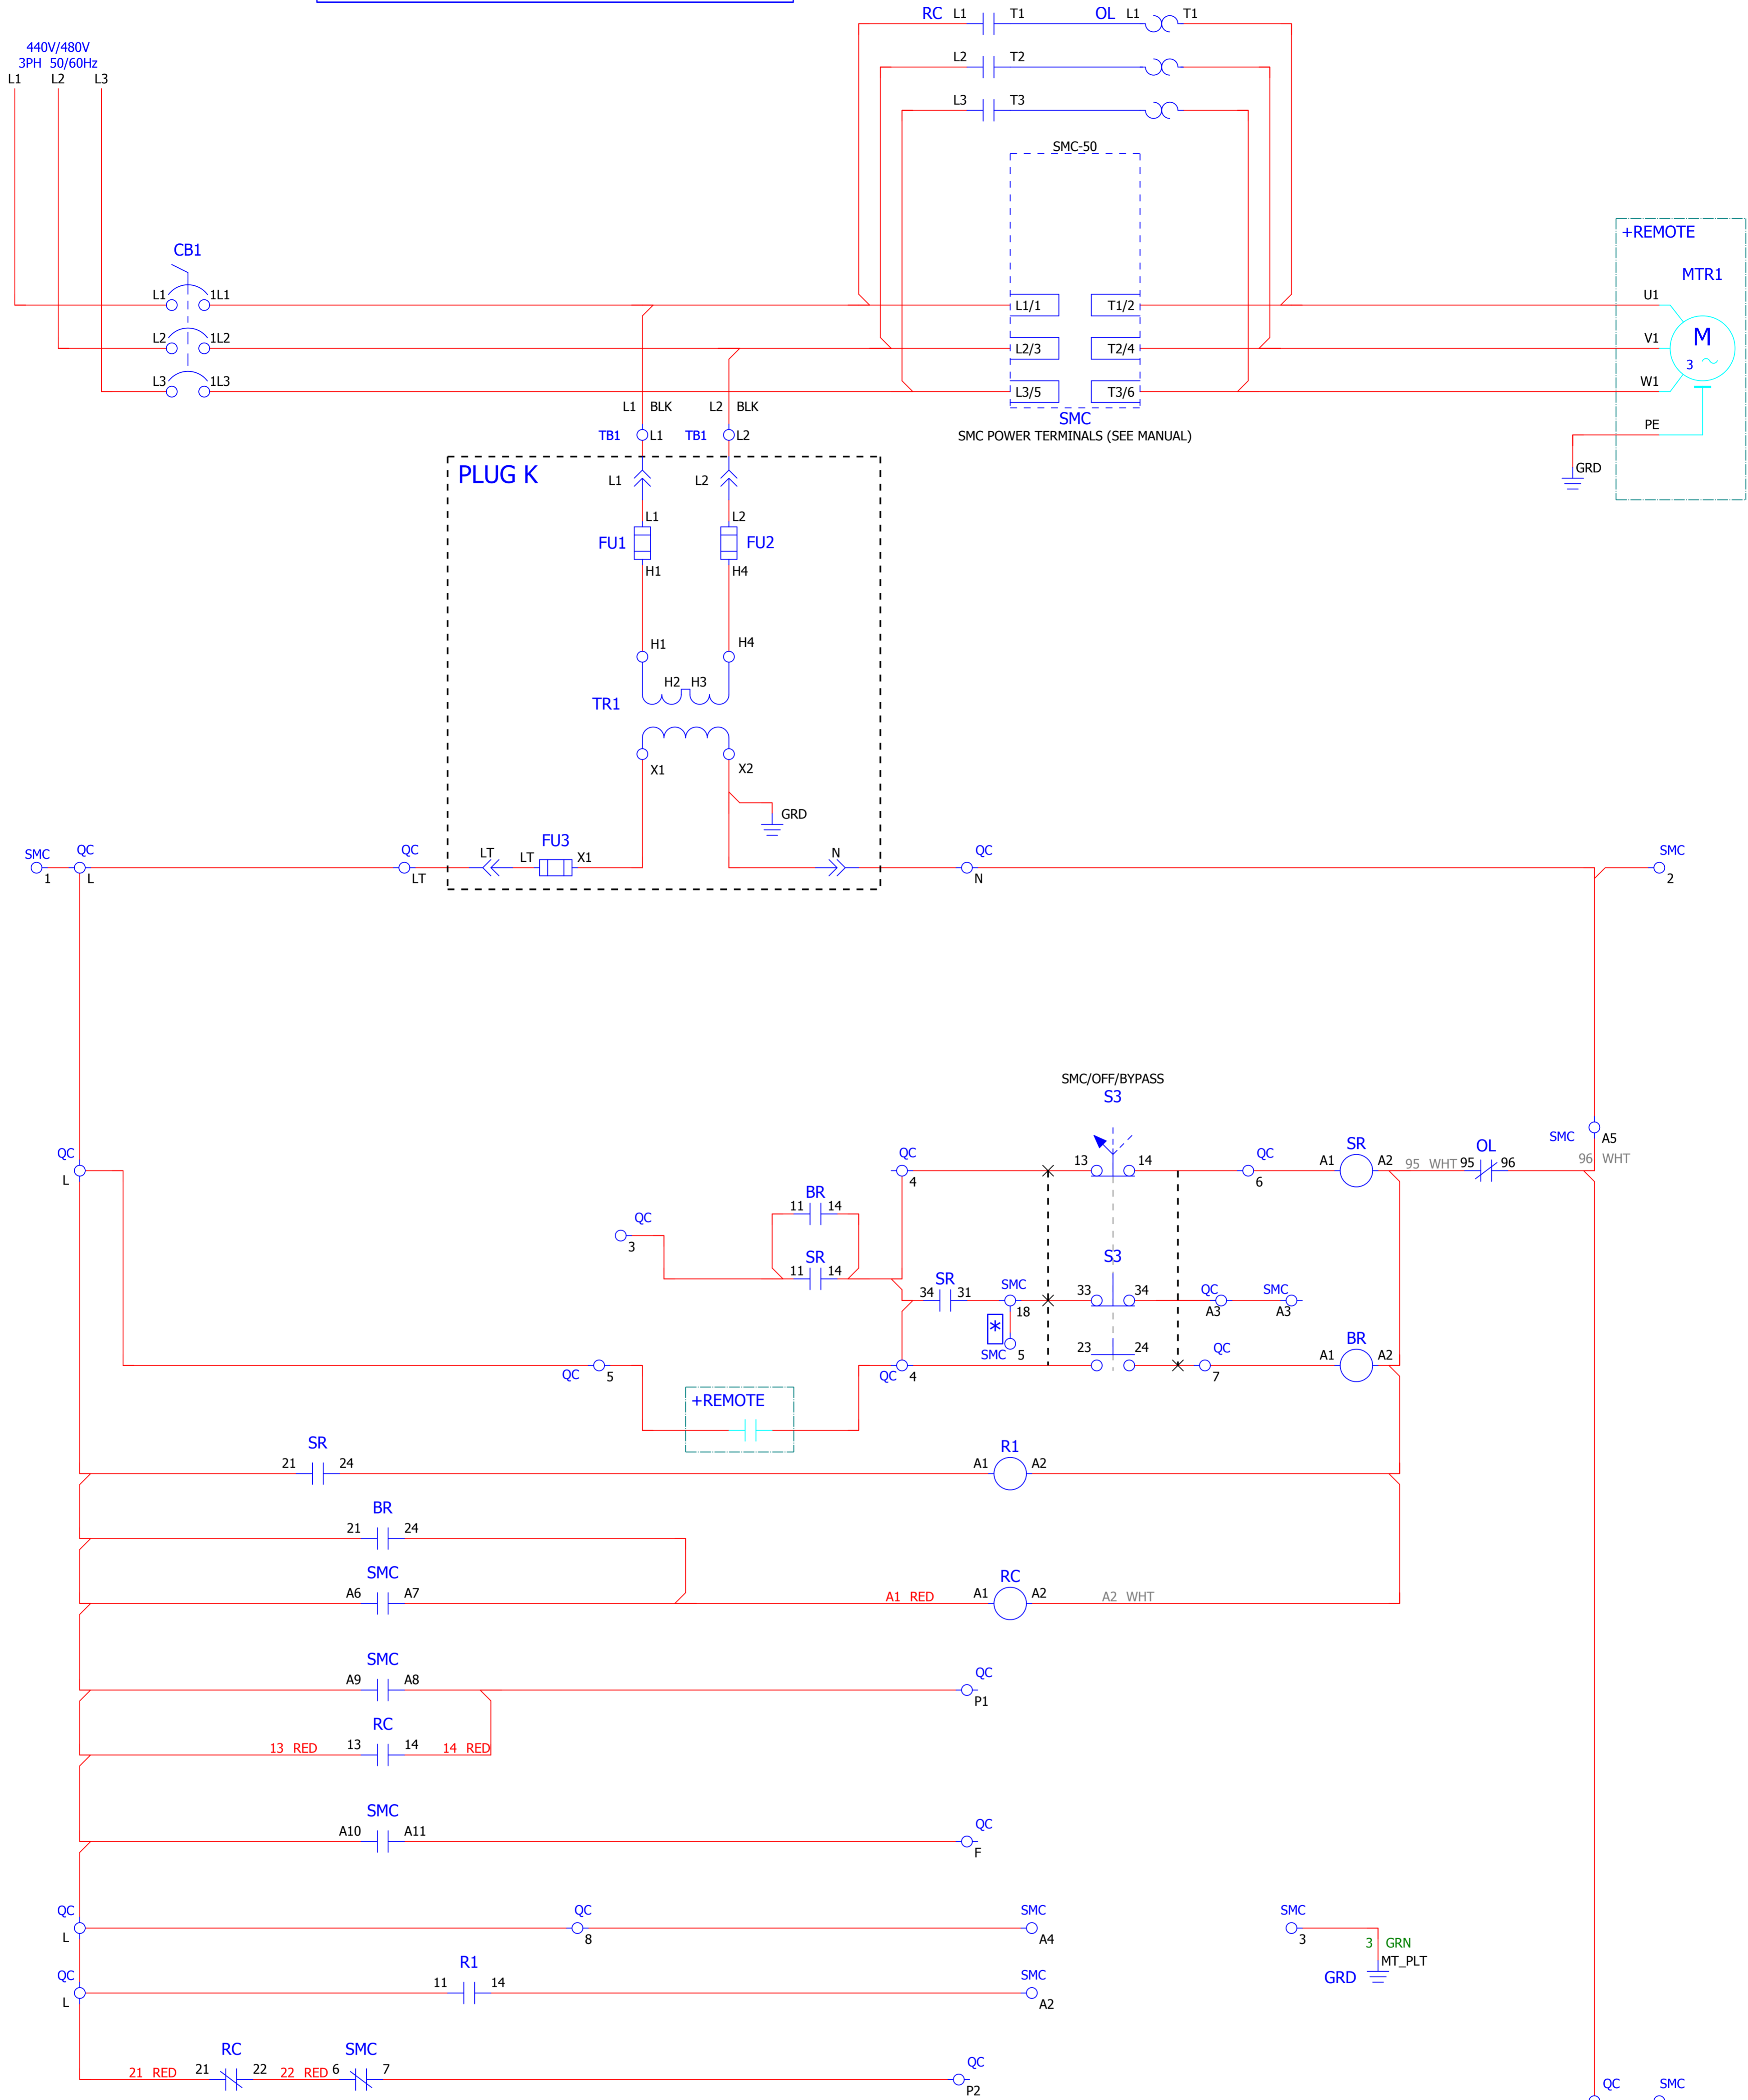 RC L1 T1 OL L1 T1
440V/480V
3PH 50/60Hz
L1 L2 L3
L2 T2
L3 T3
SMC-50
+REMOTE
CB1
MTR1
L1 1L1 L1/1 T1/2 U1
L2 1L2 L2/3 T2/4 V1 M
3
L3 1L3 L3/5 T3/6 W1
L1 BLK L2 BLK
SMC
TB1 L1 TB1 L2
SMC POWER TERMINALS (SEE MANUAL)
PE
GRD
PLUG K
L1 L2
L1 L2
FU1 FU2
H1 H4
H1 H4
H2 H3
TR1
X1 X2
GRD
FU3
SMC QC QC LT LT X1 N QC SMC
1 L LT N 2
SMC/OFF/BYPASS
S3
SMC A5
QC QC 13 14 QC SR OL
L 4 6 A1 A2 95 WHT 95 96 96 WHT
BR
11 14
QC
3
SR S3
11 14
SR SMC
34 31 33 34 QC SMC
18 A3 A3
*
SMC 5 23 24 QC BR
A1 A2
QC 5 QC 4 7
+REMOTE
SR R1
21 24 A1 A2
BR
21 24
SMC RC
A6 A7 A1 RED A1 A2 A2 WHT
SMC
A9 A8 QC
P1
RC
13 RED 13 14 14 RED
SMC
A10 A11 QC
F
QC QC SMC SMC
L 8 A4 3
3 GRN
MT_PLT
GRD
QC R1 SMC
11 14
L A2
RC SMC
21 RED 21 22 22 RED 6 7 QC
P2
QC SMC